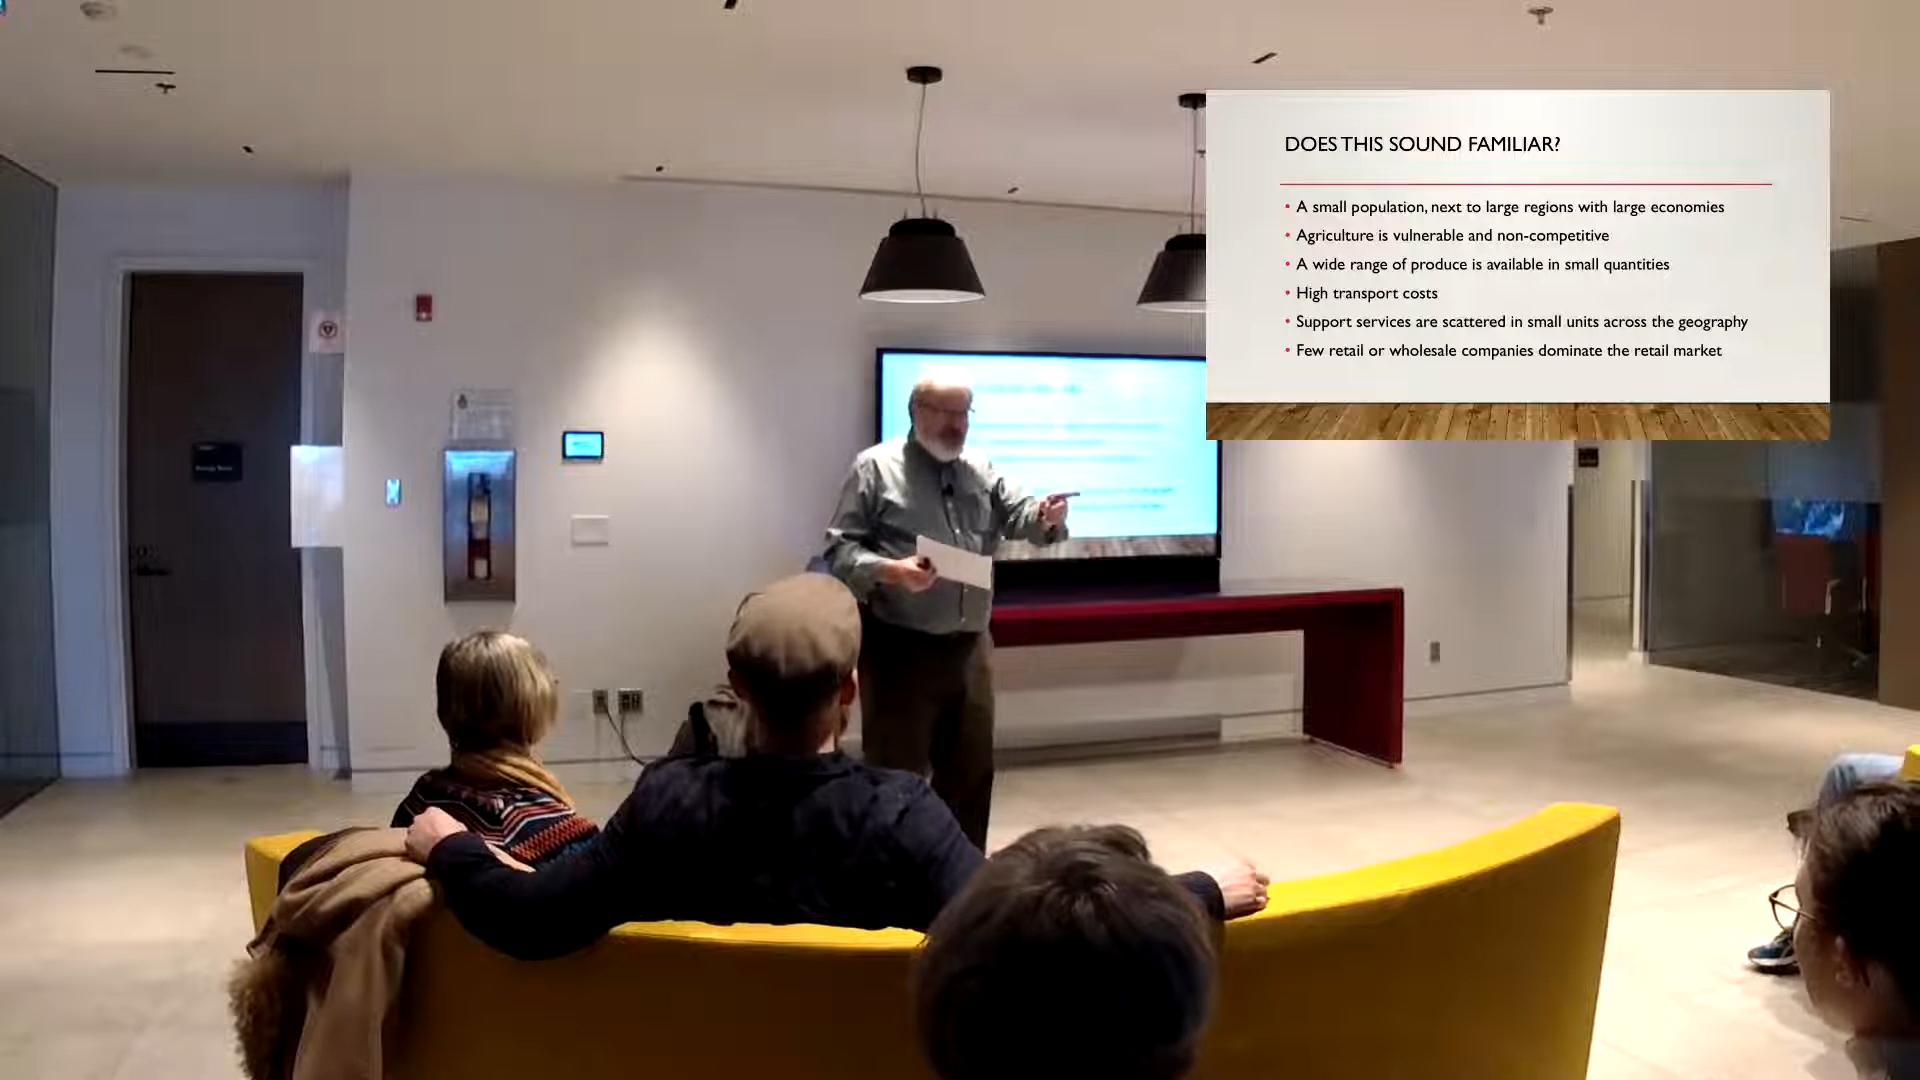 DOES THIS SOUND FAMILIAR?
• A small population, next to large regions with large economies
• Agriculture is vulnerable and non-competitive
• A wide range of produce is available in small quantities
• High transport costs
• Support services are scattered in small units across the geography
• Few retail or wholesale companies dominate the retail market